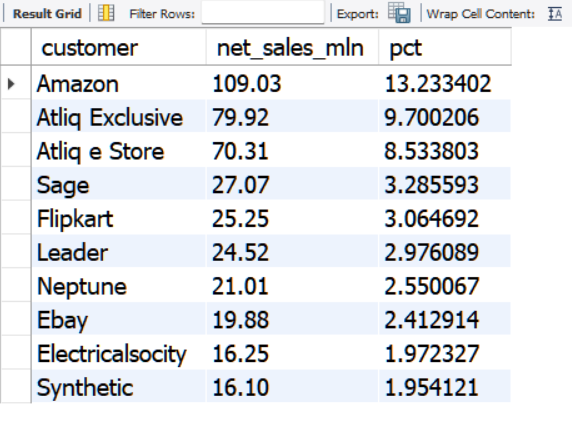 Result Grid Filter Rows: Export: Wrap Cell Content: IA
customer net_sales_mln pct
Amazon 109.03 13.233402
Atliq Exclusive 79.92 9.700206
Atliq e Store 70.31 8.533803
Sage 27.07 3.285593
Flipkart 25.25 3.064692
Leader 24.52 2.976089
Neptune 21.01 2.550067
Ebay 19.88 2.412914
Electricalsocity 16.25 1.972327
Synthetic 16.10 1.954121